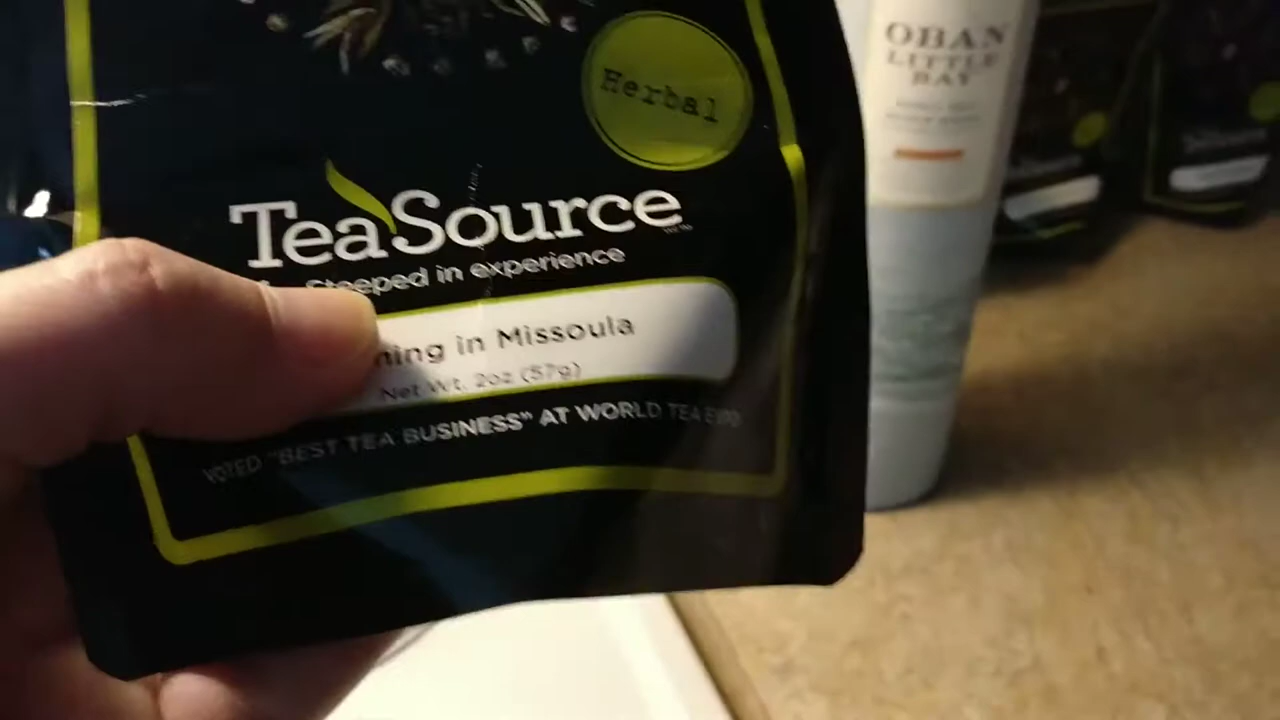 Herbal
TeaSource
Steeped in experience
ning in Missoula
Net Wt. 2oz (57g)
VOTED "BEST TEA BUSINESS" AT WORLD TEA EXPO
OBAN
LITTLE
BAY